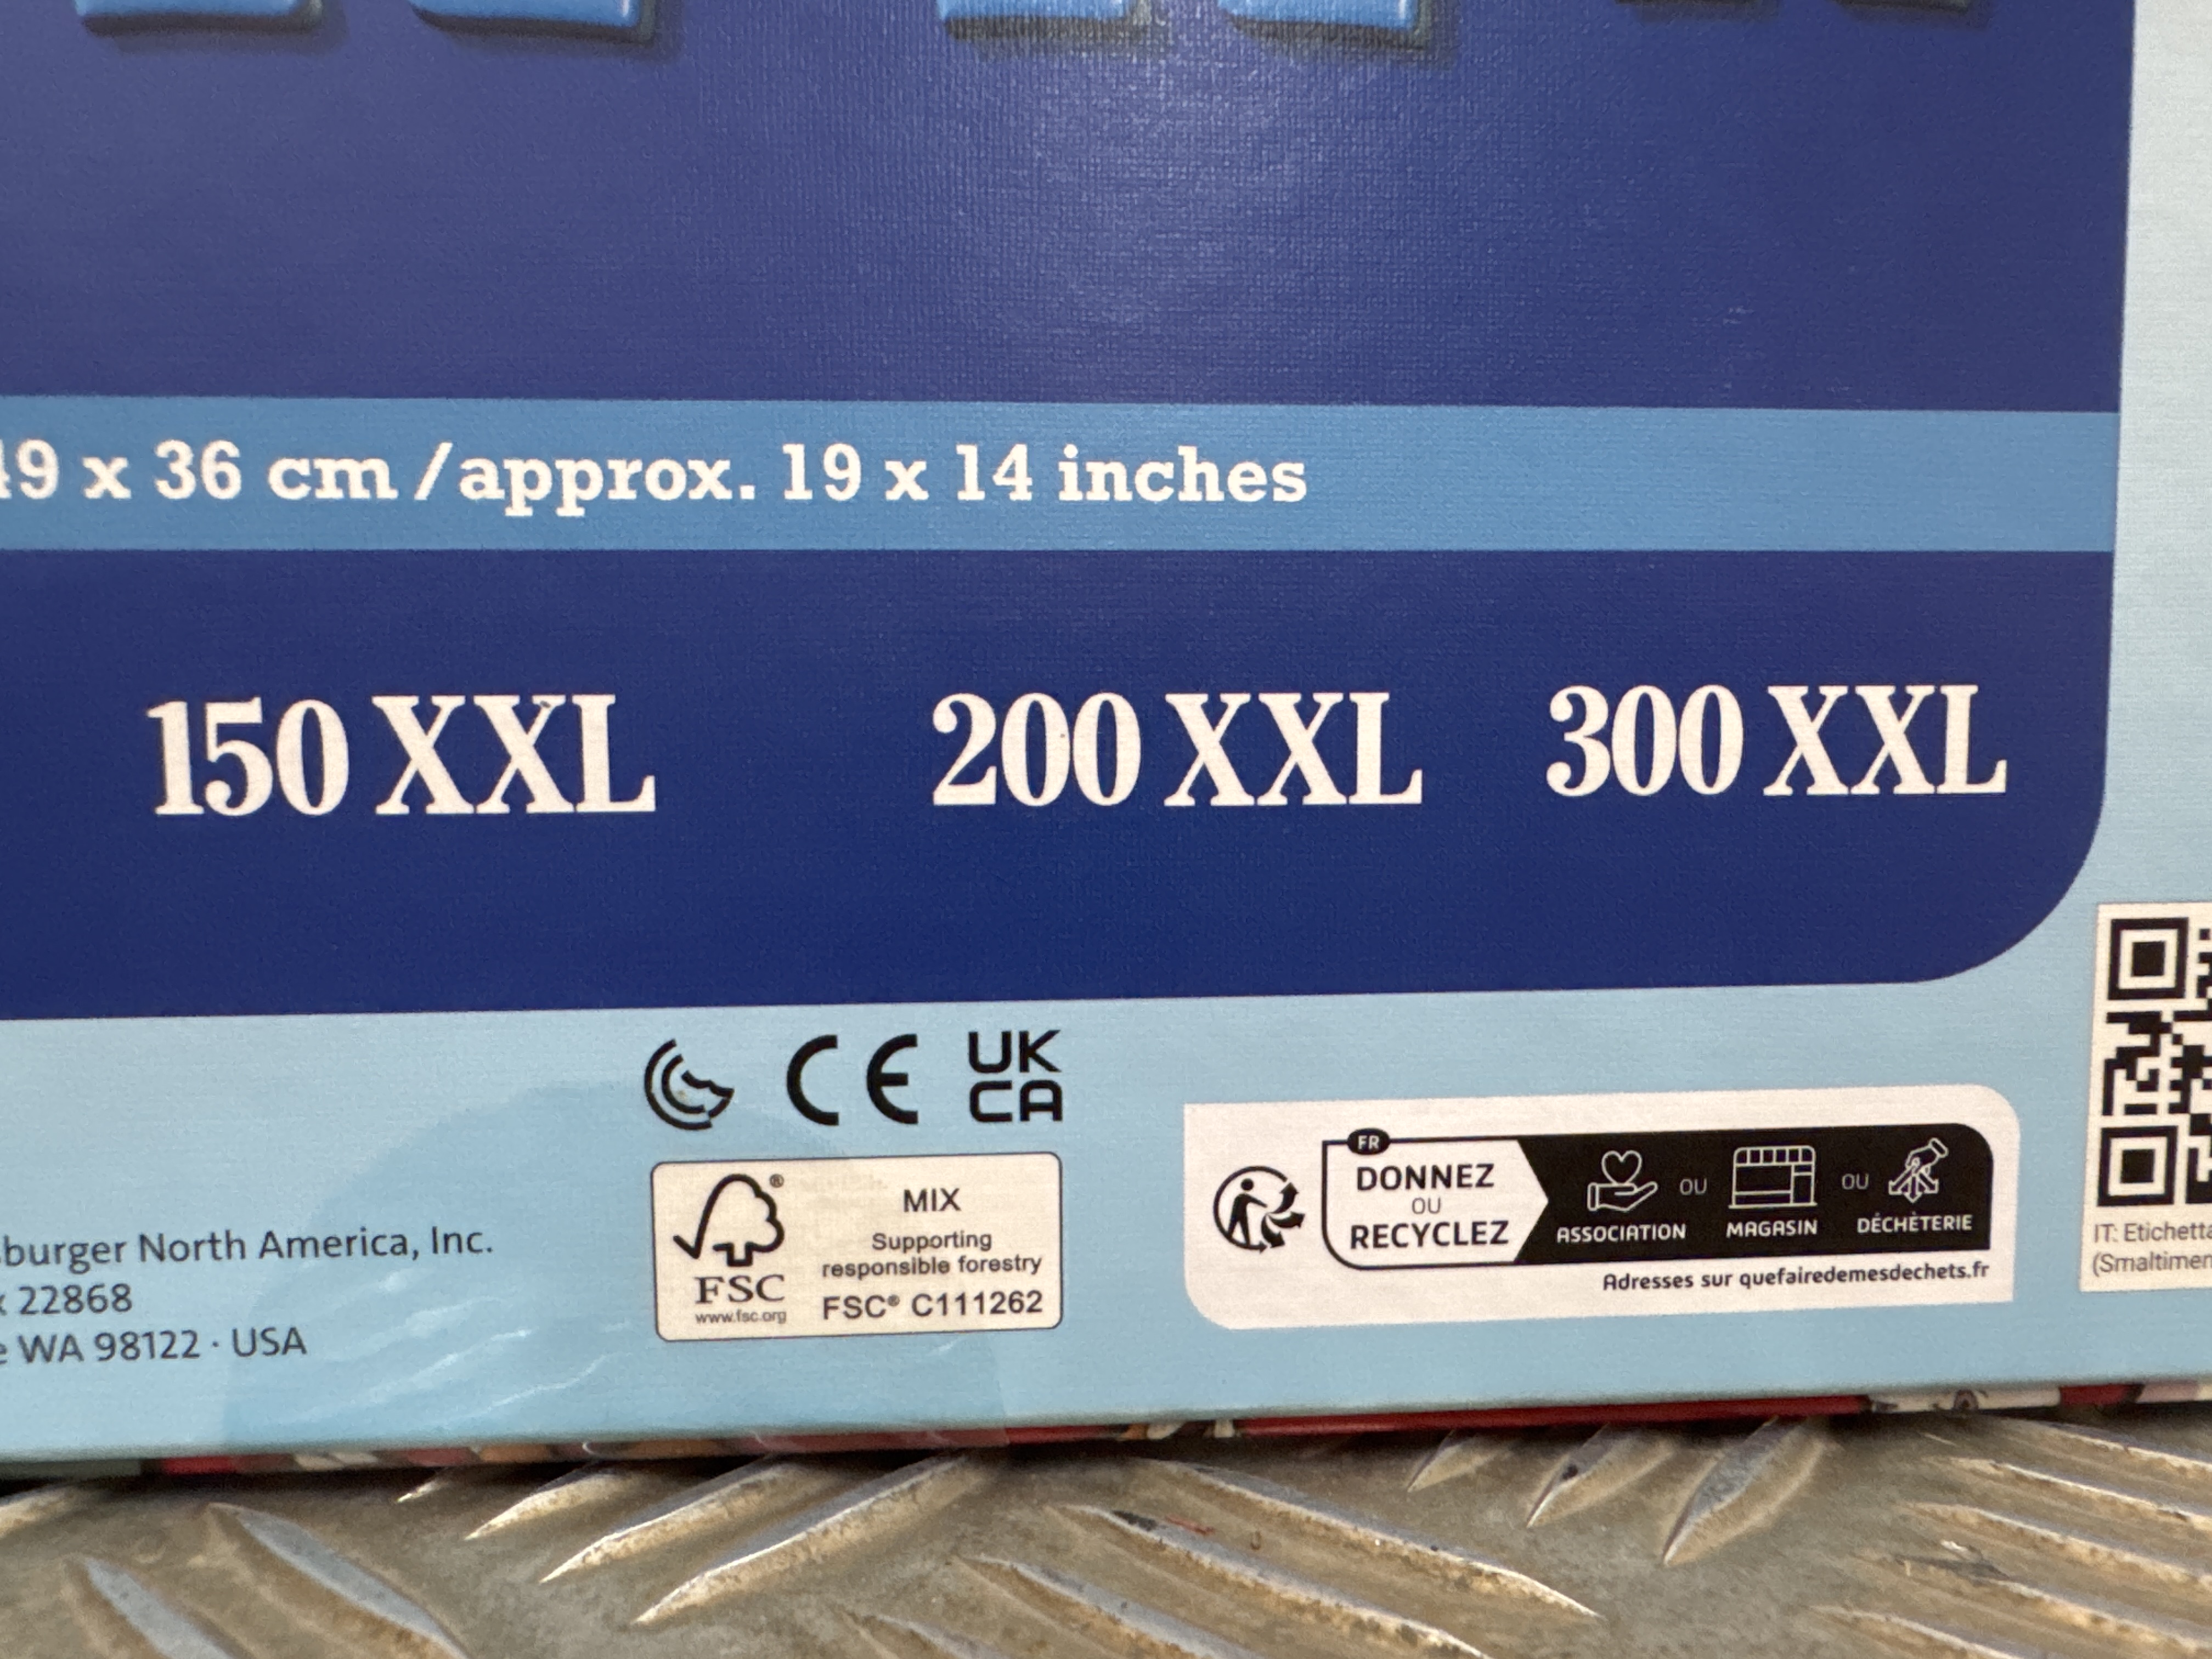 49 x 36 cm / approx. 19 x 14 inches
150 XXL 200 XXL 300 XXL
CE UK CA
FR
DONNEZ OU RECYCLEZ
ASSOCIATION OU MAGASIN OU DÉCHÈTERIE
Adresses sur quefairedemesdechets.fr
FSC®
www.fsc.org
MIX
Supporting
responsible forestry
FSC® C111262
burger North America, Inc.
22868
WA 98122 · USA
IT: Etichetta